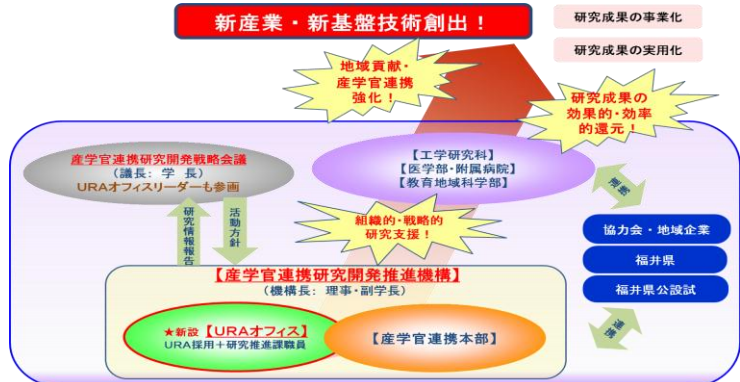 新産業・新基盤技術創出！
研究成果の事業化
研究成果の実用化
地域貢献・
産学官連携
強化！
研究成果の
効果的・効率
的還元！
産学官連携研究開発戦略会議
（議長：学 長）
URAオフィスリーダーも参画
【工学研究科】
【医学部・附属病院】
【教育地域科学部】
連携
研究情報報告
活動方針
組織的・戦略的
研究支援！
協力会・地域企業
福井県
福井県公設試
【産学官連携研究開発推進機構】
（機構長：理事・副学長）
★新設【URAオフィス】
URA採用＋研究推進課職員
【産学官連携本部】
連携